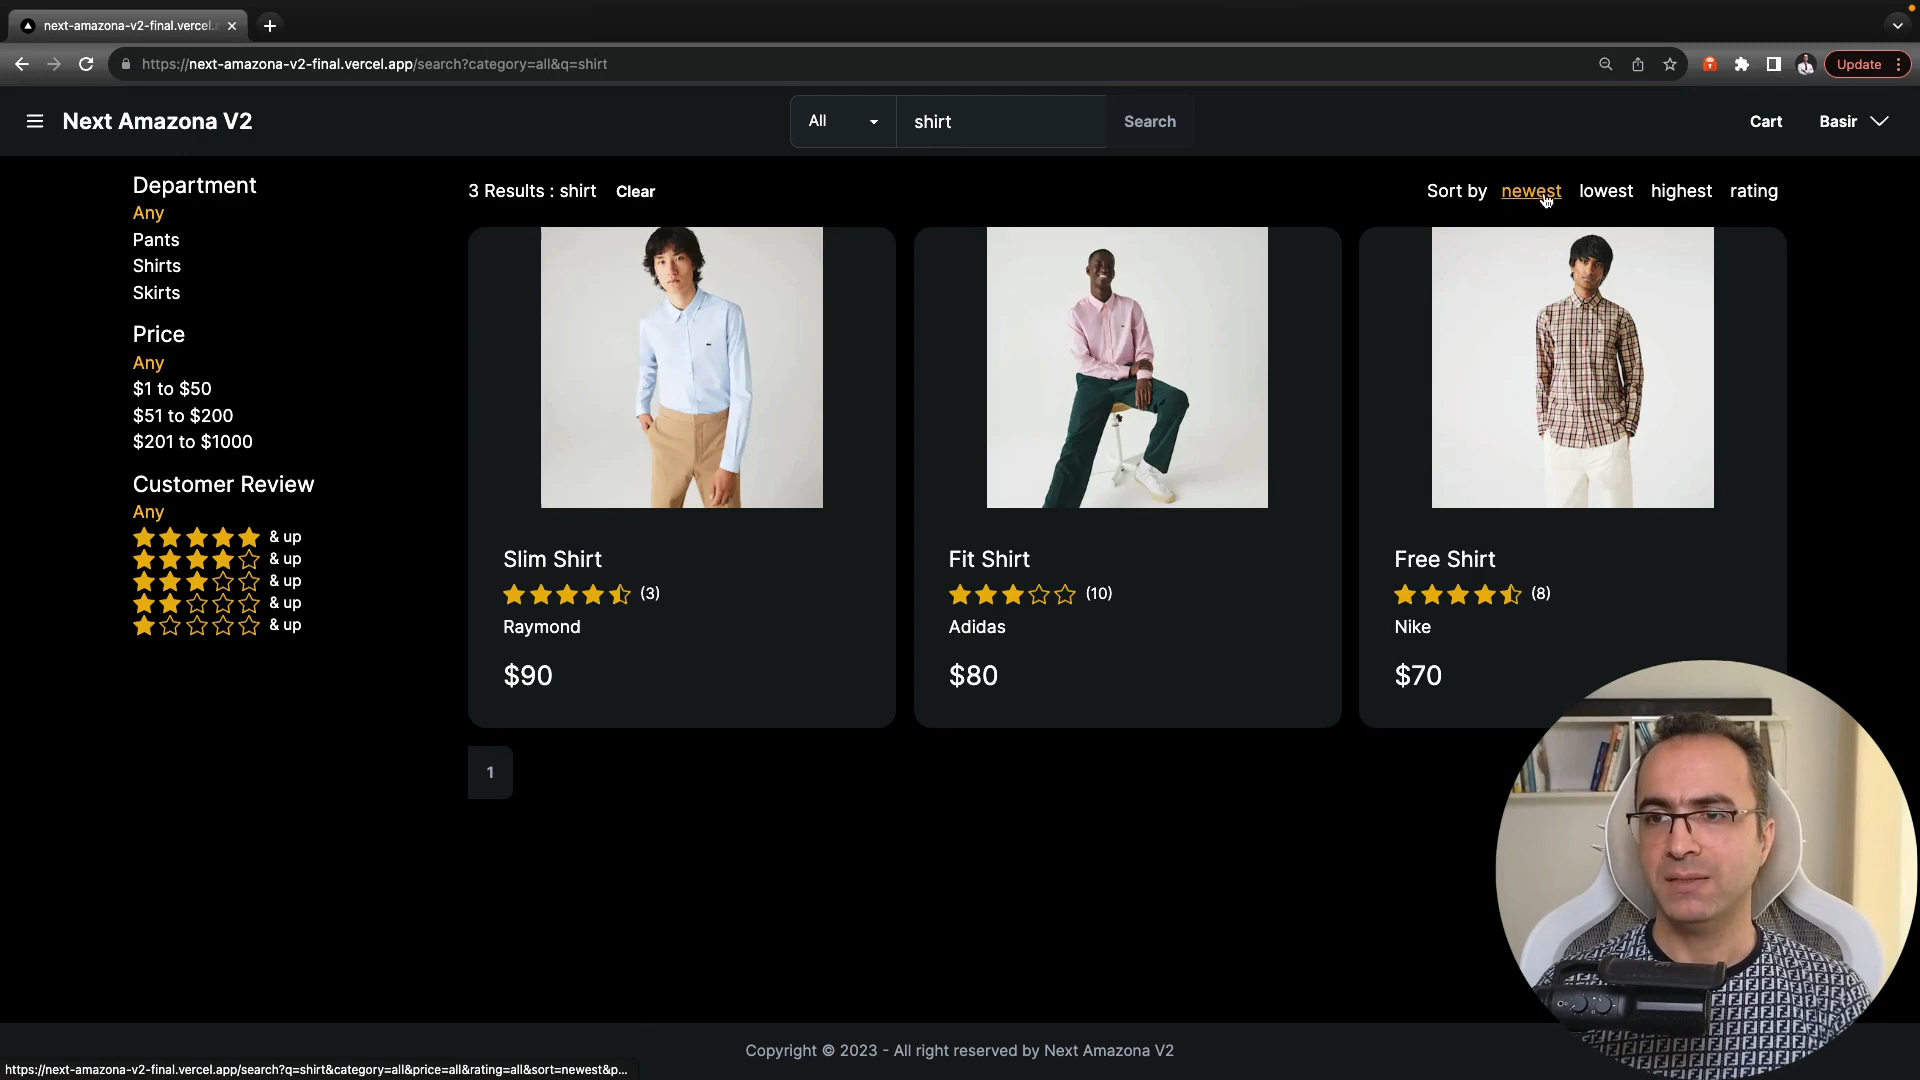 next-amazona-v2-final.vercel.a
https://next-amazona-v2-final.vercel.app/search?category=all&q=shirt
Update
Next Amazona V2
All
shirt
Search
Cart
Basir
Department
Any
Pants
Shirts
Skirts
Price
Any
$1 to $50
$51 to $200
$201 to $1000
Customer Review
Any
& up
& up
& up
& up
& up
3 Results : shirt Clear
Sort by newest lowest highest rating
Slim Shirt
(3)
Raymond
$90
Fit Shirt
(10)
Adidas
$80
Free Shirt
(8)
Nike
$70
1
Copyright © 2023 - All right reserved by Next Amazona V2
https://next-amazona-v2-final.vercel.app/search?q=shirt&category=all&price=all&rating=all&sort=newest&p...